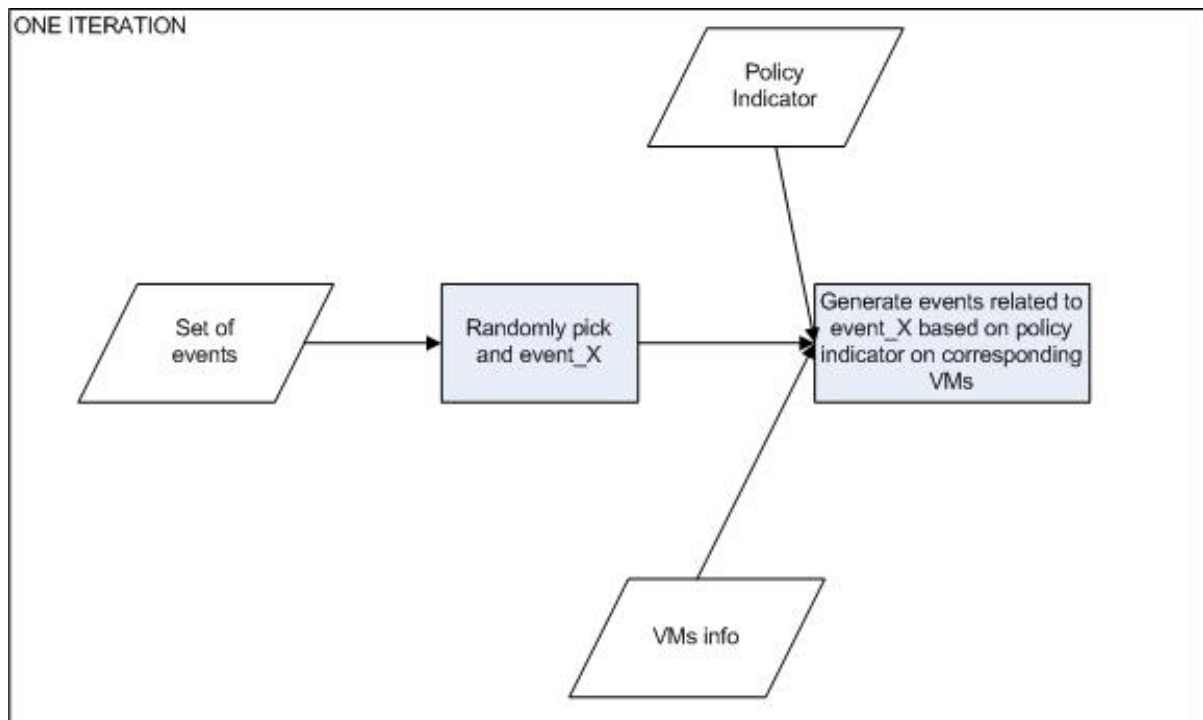 ONE ITERATION
Policy
Indicator
Set of
events
Randomly pick
and event_X
Generate events related to
event_X based on policy
indicator on corresponding
VMs
VMs info